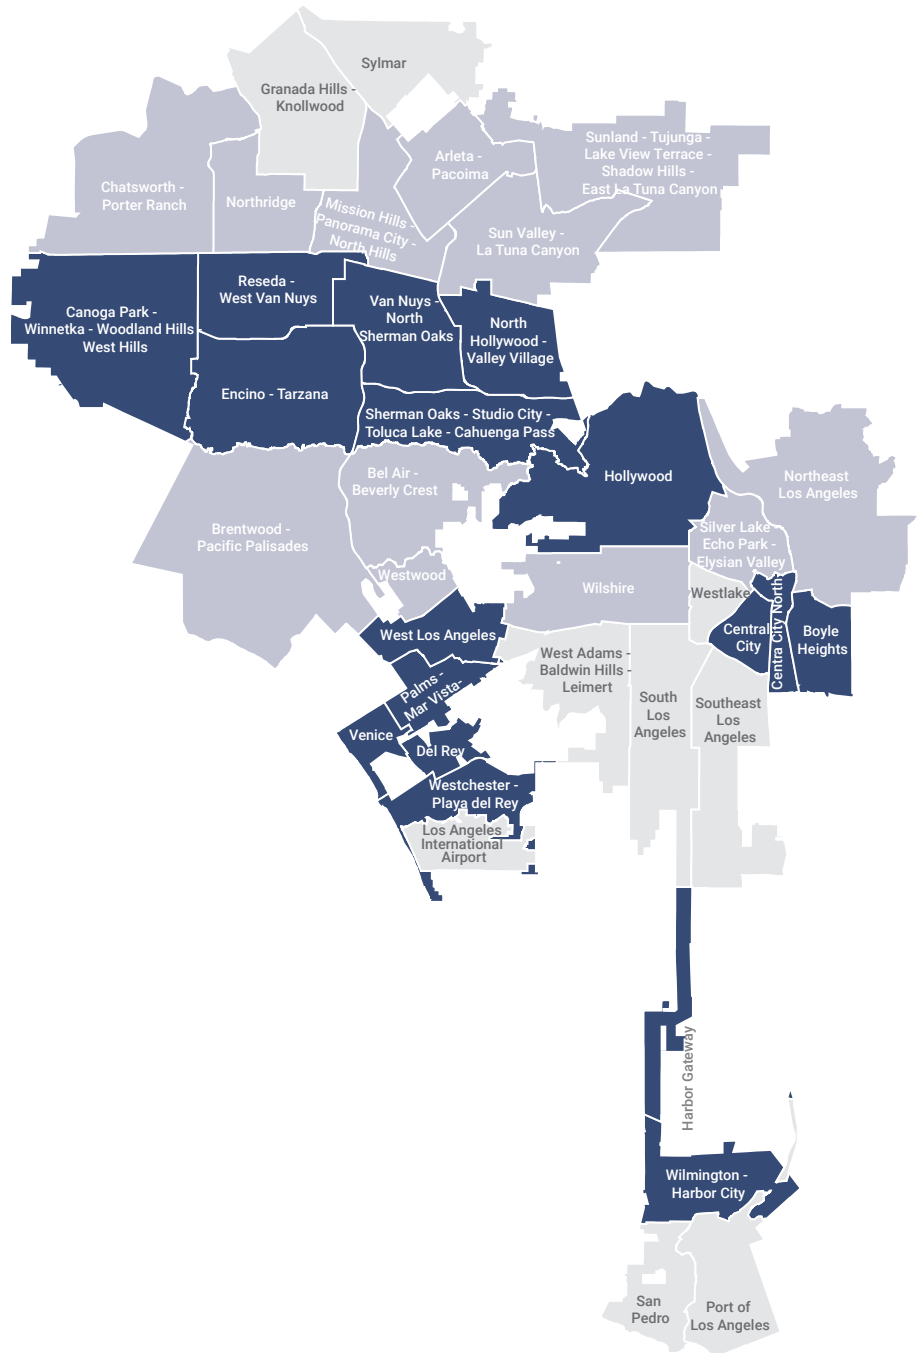 Sylmar
Granada Hills -
Knollwood
Sunland - Tujunga -
Lake View Terrace -
Shadow Hills -
East La Tuna Canyon
Arleta -
Pacoima
Chatsworth -
Porter Ranch
Northridge
Mission Hills -
Panorama City -
North Hills
Sun Valley -
La Tuna Canyon
Canoga Park -
Winnetka - Woodland Hills
West Hills
Reseda -
West Van Nuys
Van Nuys -
North
Sherman Oaks
North
Hollywood -
Valley Village
Encino - Tarzana
Sherman Oaks - Studio City -
Toluca Lake - Cahuenga Pass
Bel Air -
Beverly Crest
Hollywood
Northeast
Los Angeles
Brentwood -
Pacific Palisades
Silver Lake -
Echo Park -
Elysian Valley
Westwood
Wilshire
Westlake
Centra City North
Central
City
Boyle
Heights
West Los Angeles
West Adams -
Baldwin Hills -
Leimert
Palms -
Mar Vista-
South
Los
Angeles
Southeast
Los
Angeles
Venice
Del Rey
Westchester -
Playa del Rey
Los Angeles
International
Airport
Harbor Gateway
Wilmington -
Harbor City
San
Pedro
Port of
Los Angeles